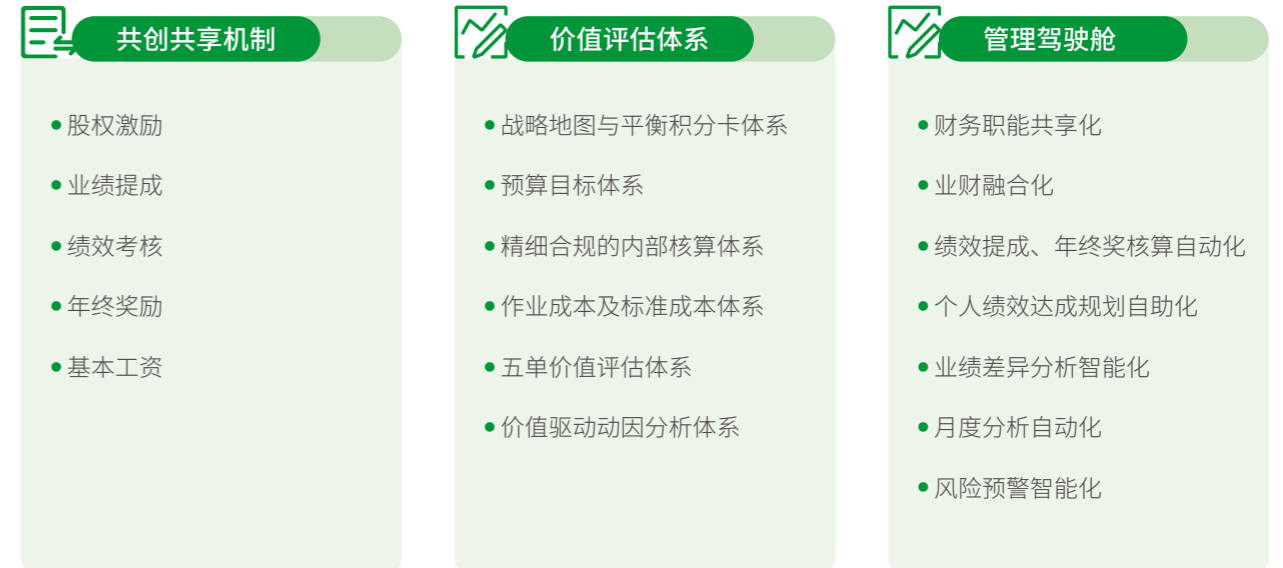 共创共享机制
股权激励
业绩提成
绩效考核
年终奖励
基本工资
价值评估体系
战略地图与平衡积分卡体系
预算目标体系
精细合规的内部核算体系
作业成本及标准成本体系
五单价值评估体系
价值驱动动因分析体系
管理驾驶舱
财务职能共享化
业财融合化
绩效提成、年终奖核算自动化
个人绩效达成规划自助化
业绩差异分析智能化
月度分析自动化
风险预警智能化